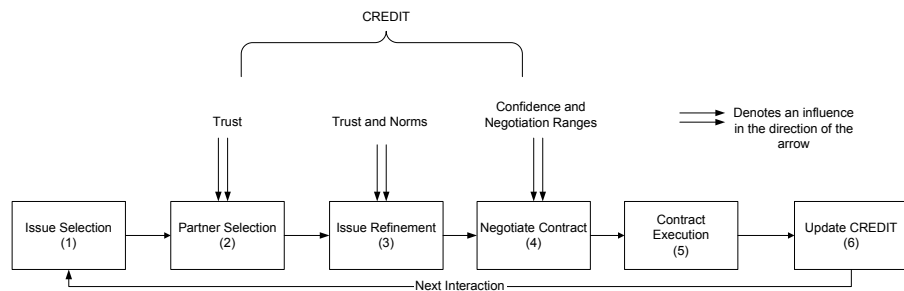 CREDIT
Trust
Trust and Norms
Confidence and
Negotiation Ranges
Denotes an influence
in the direction of the
arrow
Issue Selection
(1)
Partner Selection
(2)
Issue Refinement
(3)
Negotiate Contract
(4)
Contract
Execution
(5)
Update CREDIT
(6)
Next Interaction